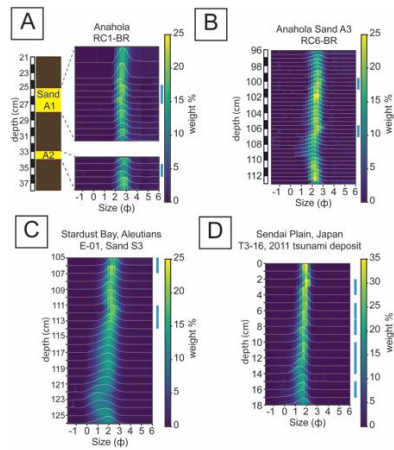 A
Anahola
RC1-BR
21
23
25
27
29
31
33
35
37
depth (cm)
Sand
A1
A2
-1 0 1 2 3 4 5 6
Size (ф)
25
20
15
10
5
0
weight %
B
Anahola Sand A3
RC6-BR
96
98
100
102
104
106
108
110
112
depth (cm)
-1 0 1 2 3 4 5 6
Size (ф)
25
20
15
10
5
0
weight %
C
Stardust Bay, Aleutians
E-01, Sand S3
105
107
109
111
113
115
117
119
121
123
125
depth (cm)
-1 0 1 2 3 4 5 6
Size (ф)
25
20
15
10
5
0
weight %
D
Sendai Plain, Japan
T3-16, 2011 tsunami deposit
0
2
4
6
8
10
12
14
16
18
depth (cm)
-1 0 1 2 3 4 5 6
Size (ф)
35
30
25
20
15
10
5
0
weight %